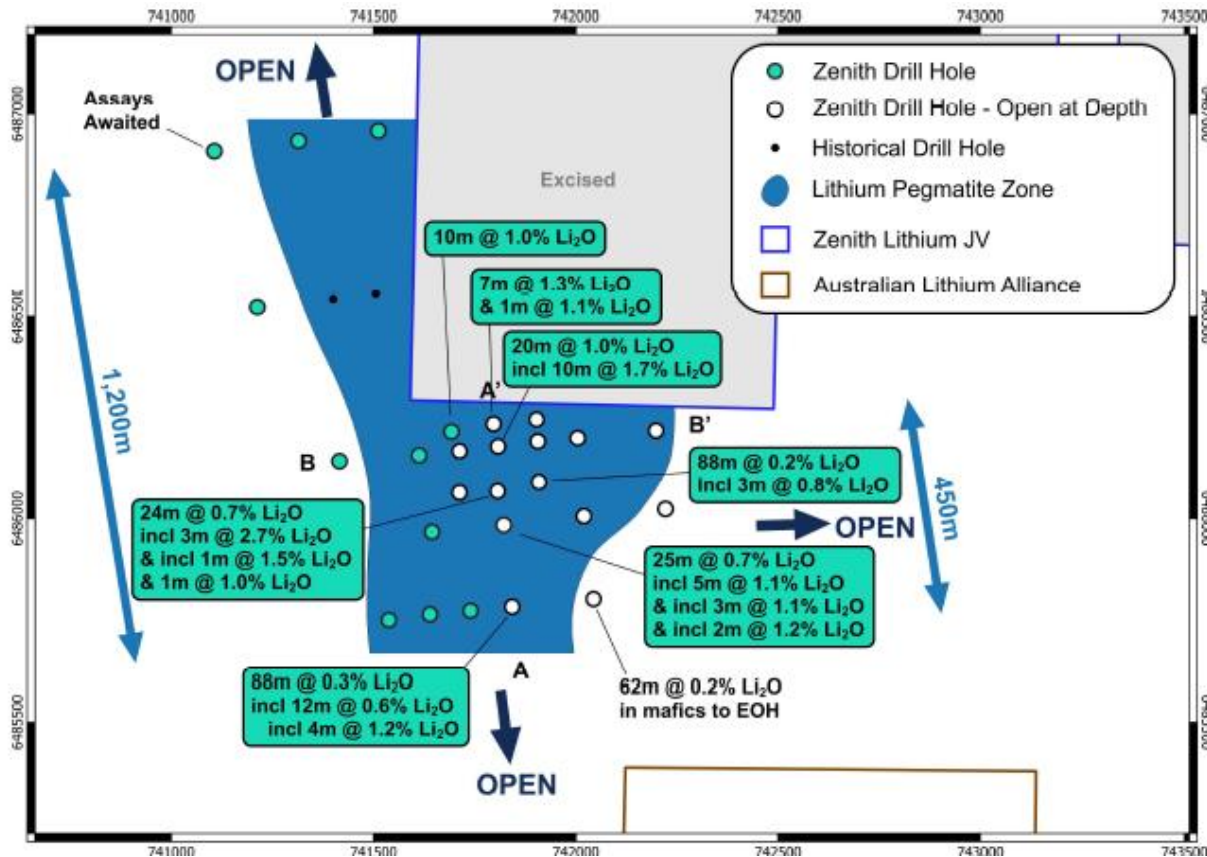 741000
741500
742000
742500
743000
743500
OPEN
Assays
Awaited
6487000
Zenith Drill Hole
Zenith Drill Hole - Open at Depth
Historical Drill Hole
Lithium Pegmatite Zone
Zenith Lithium JV
Australian Lithium Alliance
Excised
10m @ 1.0% Li₂O
7m @ 1.3% Li₂O
& 1m @ 1.1% Li₂O
20m @ 1.0% Li₂O
incl 10m @ 1.7% Li₂O
1,200m
A'
B
B'
88m @ 0.2% Li₂O
incl 3m @ 0.8% Li₂O
450m
24m @ 0.7% Li₂O
incl 3m @ 2.7% Li₂O
& incl 1m @ 1.5% Li₂O
& 1m @ 1.0% Li₂O
6486000
OPEN
25m @ 0.7% Li₂O
incl 5m @ 1.1% Li₂O
& incl 3m @ 1.1% Li₂O
& incl 2m @ 1.2% Li₂O
A
88m @ 0.3% Li₂O
incl 12m @ 0.6% Li₂O
incl 4m @ 1.2% Li₂O
62m @ 0.2% Li₂O
in mafics to EOH
6485500
OPEN
741000
741500
742000
742500
743000
743500